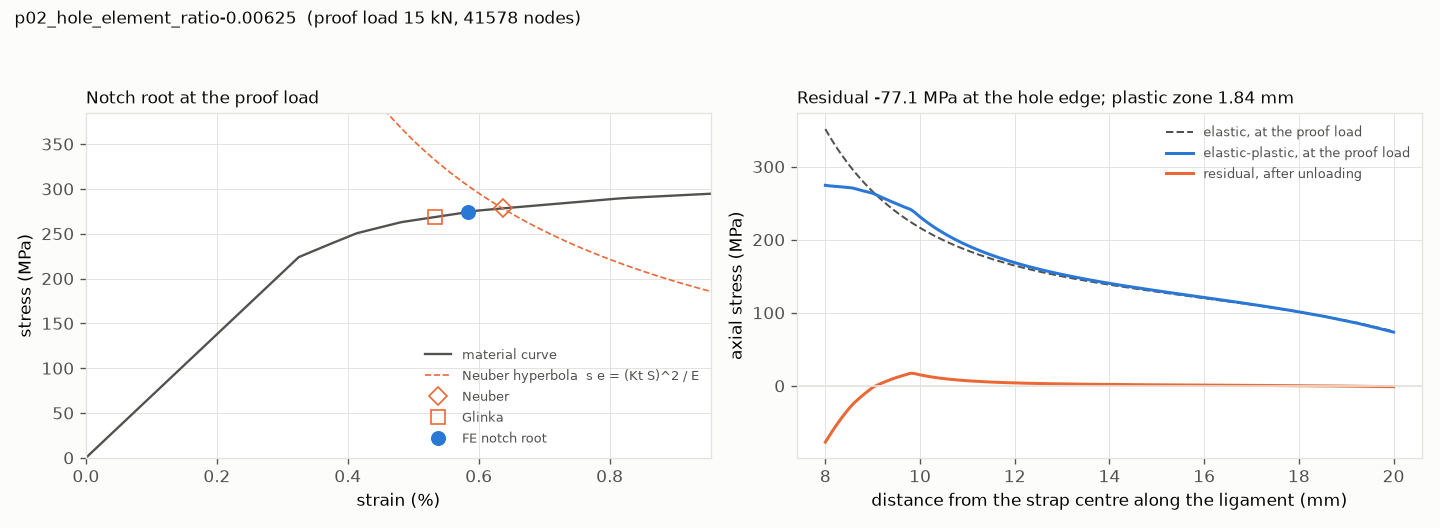 p02_hole_element_ratio-0.00625  (proof load 15 kN, 41578 nodes)
Notch root at the proof load
stress (MPa)
350
300
250
200
150
100
50
0
0.0
0.2
0.4
0.6
0.8
strain (%)
material curve
Neuber hyperbola  s e = (Kt S)^2 / E
Neuber
Glinka
FE notch root
Residual -77.1 MPa at the hole edge; plastic zone 1.84 mm
axial stress (MPa)
300
200
100
0
8
10
12
14
16
18
20
distance from the strap centre along the ligament (mm)
elastic, at the proof load
elastic-plastic, at the proof load
residual, after unloading